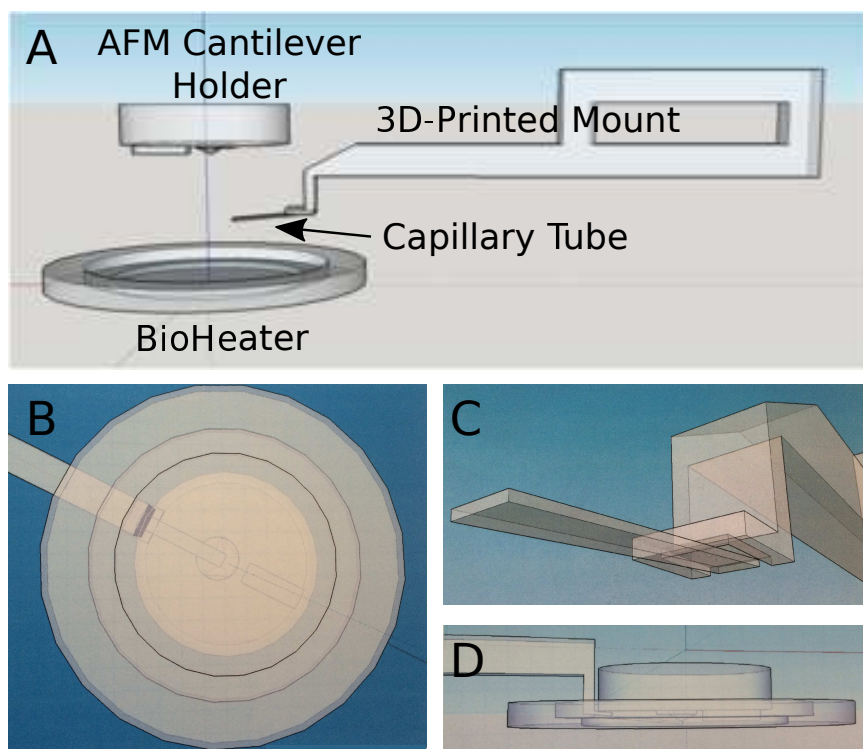 A
AFM Cantilever
Holder
3D-Printed Mount
Capillary Tube
BioHeater
B
C
D